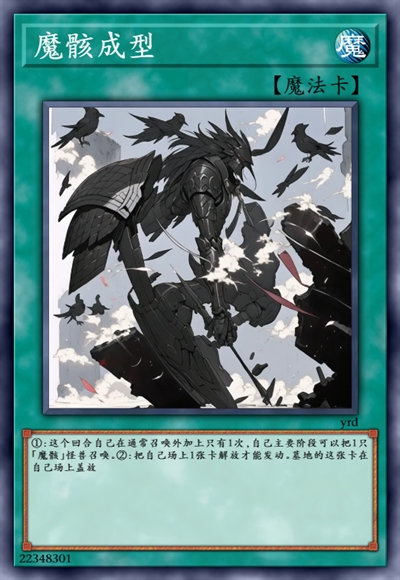 魔骸成型
魔
【魔法卡】
yrd
①:这个回合自己在通常召唤外加上只有1次,自己主要阶段可以把1只
「魔骸」怪兽召唤。②:把自己场上1张卡解放才能发动。墓地的这张卡在
自己场上盖放
22348301